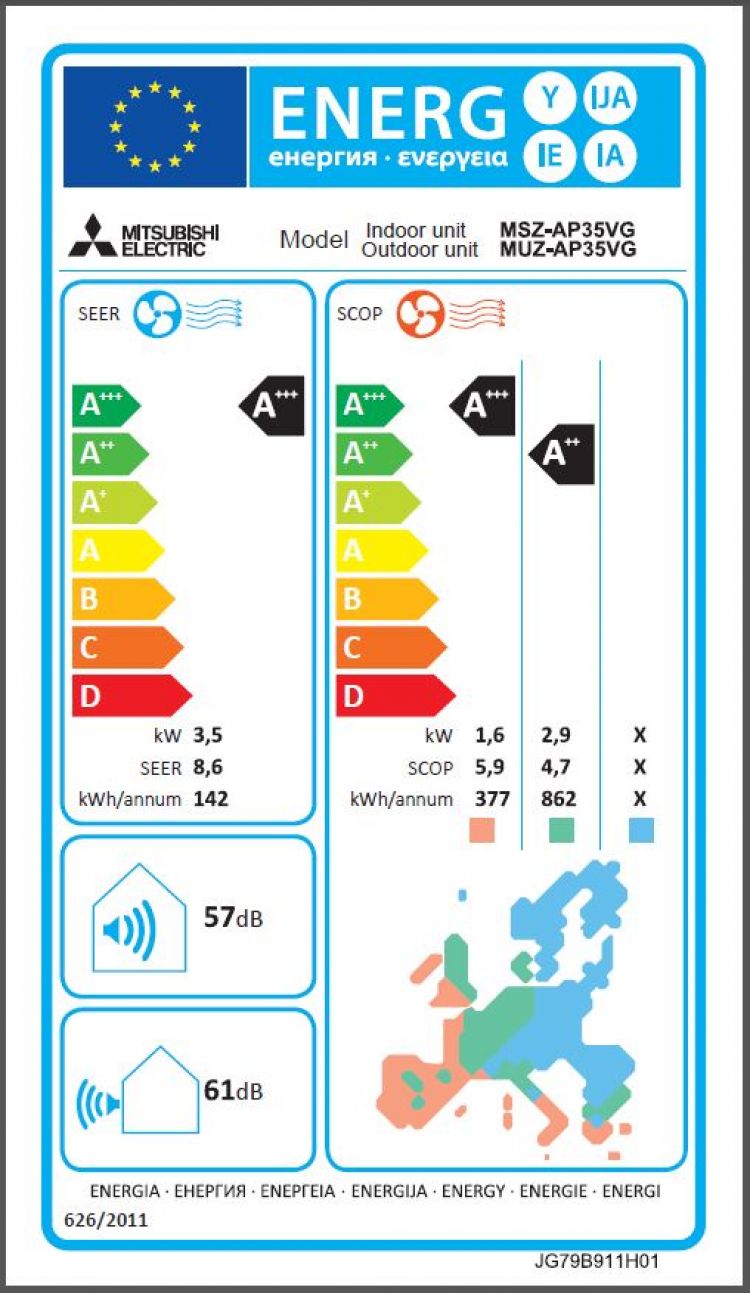 ENERG Y IJA
енергия · ενεργεια IE IA
MITSUBISHI
ELECTRIC
Model Indoor unit MSZ-AP35VG
Outdoor unit MUZ-AP35VG
SEER
A+++ A+++
A++
A+
A
B
C
D
kW 3,5
SEER 8,6
kWh/annum 142
SCOP
A+++ A+++
A++ A++
A+
A
B
C
D
kW 1,6 2,9 X
SCOP 5,9 4,7 X
kWh/annum 377 862 X
57dB
61dB
ENERGIA · ЕНЕРГИЯ · ΕΝΕΡΓΕΙΑ · ENERGIJA · ENERGY · ENERGIE · ENERGI
626/2011
JG79B911H01